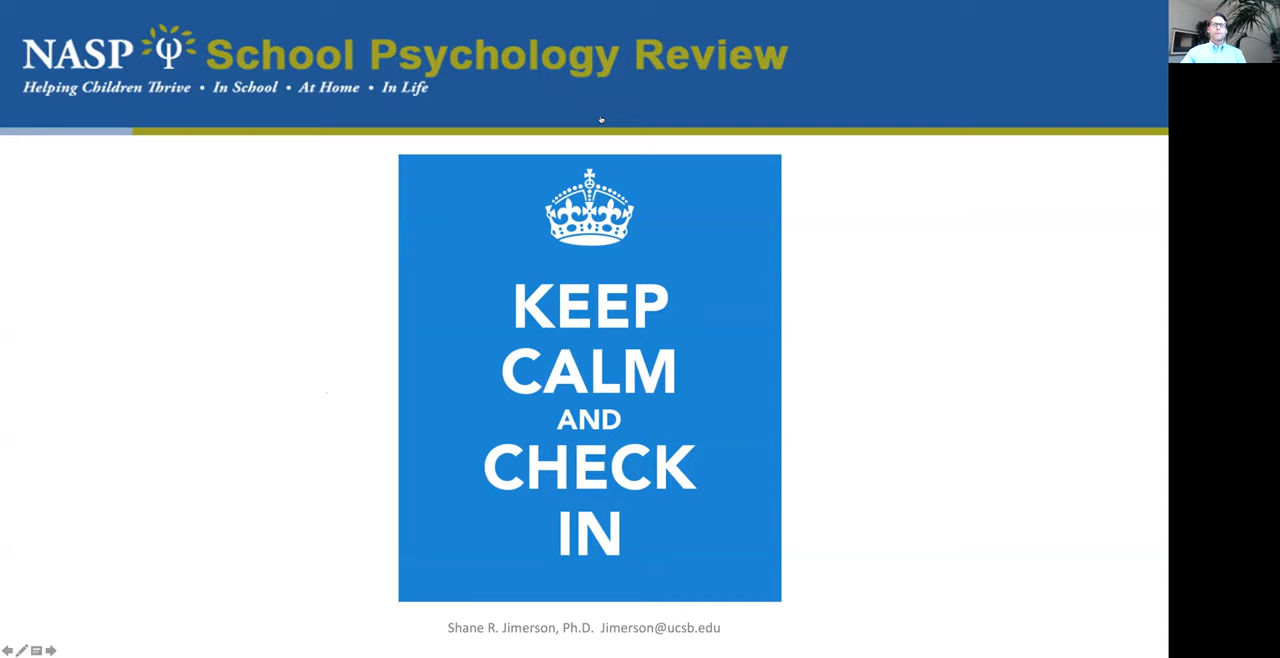 NASP School Psychology Review
Helping Children Thrive • In School • At Home • In Life
KEEP
CALM
AND
CHECK
IN
Shane R. Jimerson, Ph.D. Jimerson@ucsb.edu